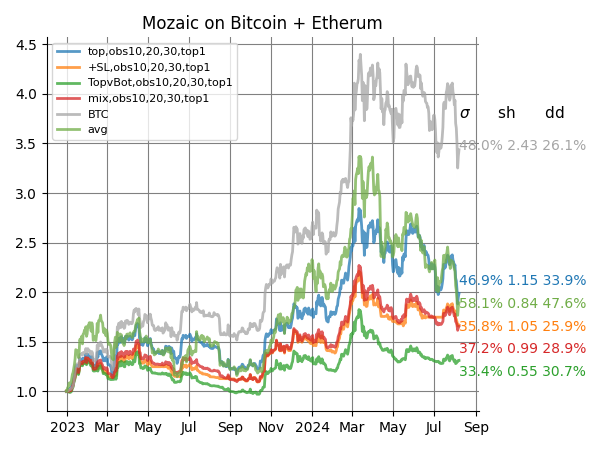 Mozaic on Bitcoin + Etherum
4.5
4.0
3.5
3.0
2.5
2.0
1.5
1.0
top,obs10,20,30,top1
+SL,obs10,20,30,top1
TopvBot,obs10,20,30,top1
mix,obs10,20,30,top1
BTC
avg
σ sh dd
48.0% 2.43 26.1%
46.9% 1.15 33.9%
58.1% 0.84 47.6%
35.8% 1.05 25.9%
37.2% 0.99 28.9%
33.4% 0.55 30.7%
2023 Mar May Jul Sep Nov 2024 Mar May Jul Sep